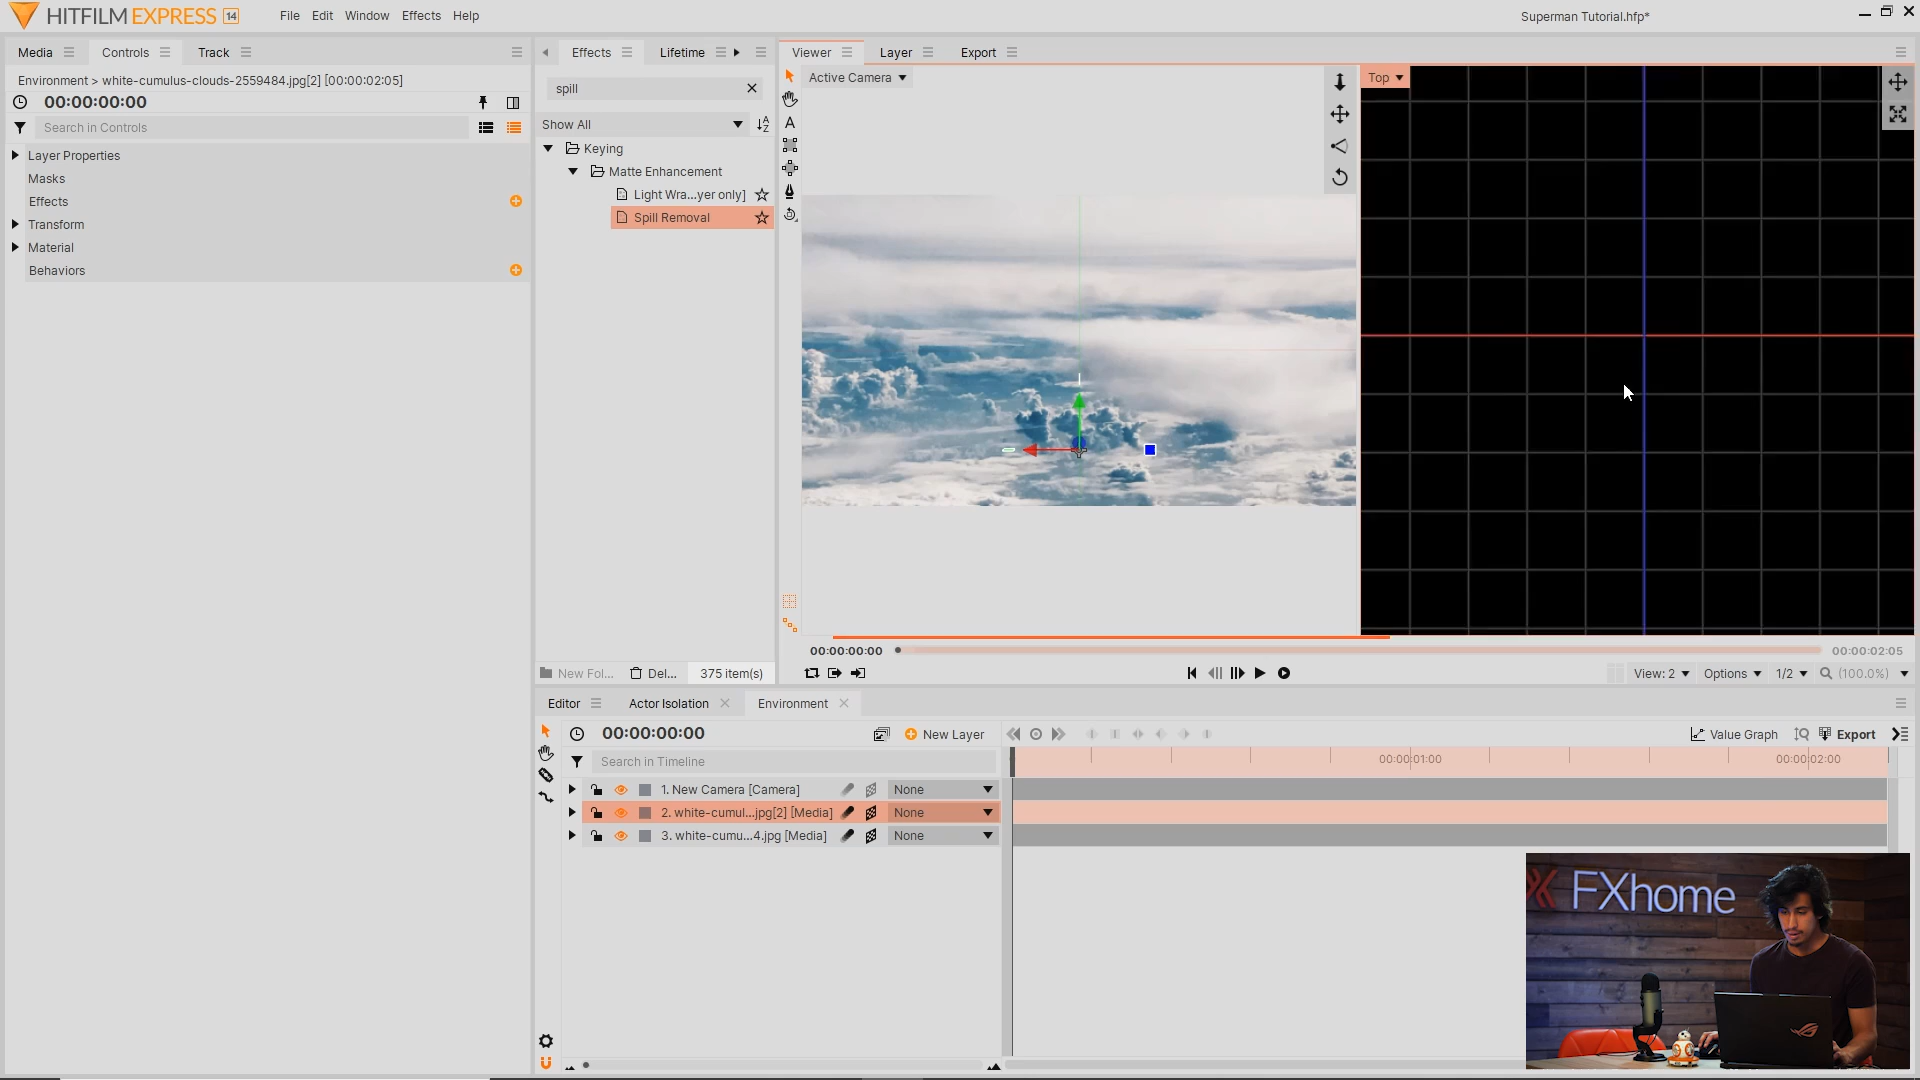 HITFILM EXPRESS 14
File Edit Window Effects Help
Superman Tutorial.hfp*
Media Controls Track
Effects Lifetime
Viewer Layer Export
Environment > white-cumulus-clouds-2559484.jpg[2] [00:00:02:05]
00:00:00:00
Search in Controls
Layer Properties
Masks
Effects
Transform
Material
Behaviors
spill
Show All
Keying
Matte Enhancement
Light Wra...yer only]
Spill Removal
New Fol... Del... 375 item(s)
Active Camera
Top
00:00:00:00
00:00:02:05
View: 2 Options 1/2 (100.0%)
Editor Actor Isolation Environment
00:00:00:00
New Layer
Value Graph
Export
Search in Timeline
00:00:01:00
00:00:02:00
1. New Camera [Camera] None
2. white-cumul...jpg[2] [Media] None
3. white-cumu...4.jpg [Media] None
FXhome